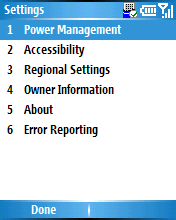 Settings
1 Power Management
2 Accessibility
3 Regional Settings
4 Owner Information
5 About
6 Error Reporting
Done